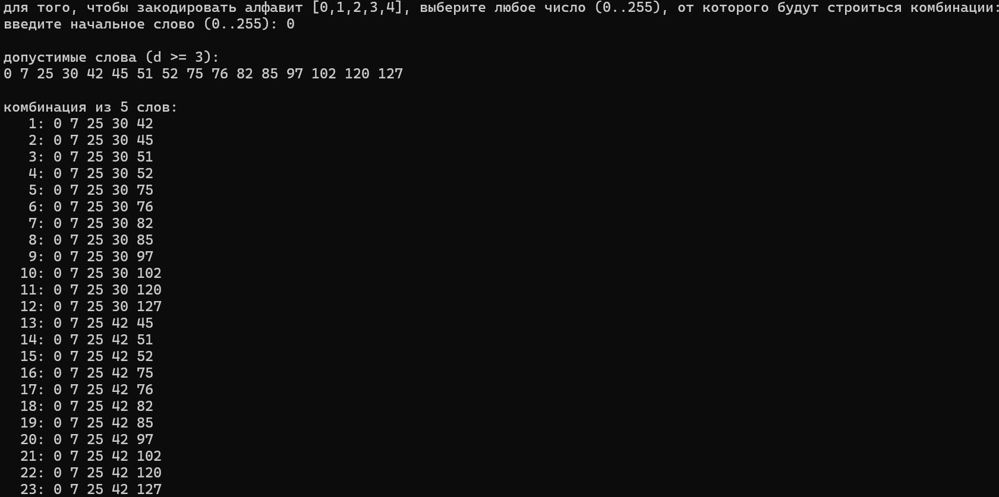 для того, чтобы закодировать алфавит [0,1,2,3,4], выберите любое число (0..255), от которого будут строиться комбинации:
введите начальное слово (0..255): 0
допустимые слова (d >= 3):
0 7 25 30 42 45 51 52 75 76 82 85 97 102 120 127
комбинация из 5 слов:
1: 0 7 25 30 42
2: 0 7 25 30 45
3: 0 7 25 30 51
4: 0 7 25 30 52
5: 0 7 25 30 75
6: 0 7 25 30 76
7: 0 7 25 30 82
8: 0 7 25 30 85
9: 0 7 25 30 97
10: 0 7 25 30 102
11: 0 7 25 30 120
12: 0 7 25 30 127
13: 0 7 25 42 45
14: 0 7 25 42 51
15: 0 7 25 42 52
16: 0 7 25 42 75
17: 0 7 25 42 76
18: 0 7 25 42 82
19: 0 7 25 42 85
20: 0 7 25 42 97
21: 0 7 25 42 102
22: 0 7 25 42 120
23: 0 7 25 42 127